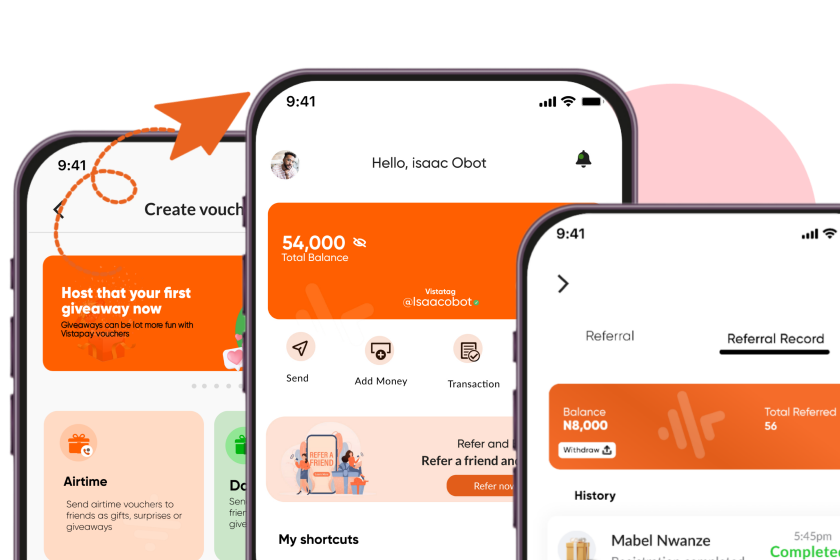 9:41
Create vouch
Host that your first
giveaway now
Giveaways can be lot more fun with
Vistapay vouchers
Airtime
Send airtime vouchers to
friends as gifts, surprises or
giveaways
Do
Sen
frien
give
9:41
Hello, isaac Obot
54,000
Total Balance
Vistatag
@Isaacobot
Send
Add Money
Transaction
REFER A
FRIEND
Refer and
Refer a friend and
Refer now
My shortcuts
9:41
Referral
Referral Record
Balance
N8,000
Withdraw
Total Referred
56
History
Mabel Nwanze
5:45pm
Registration completed
Completed